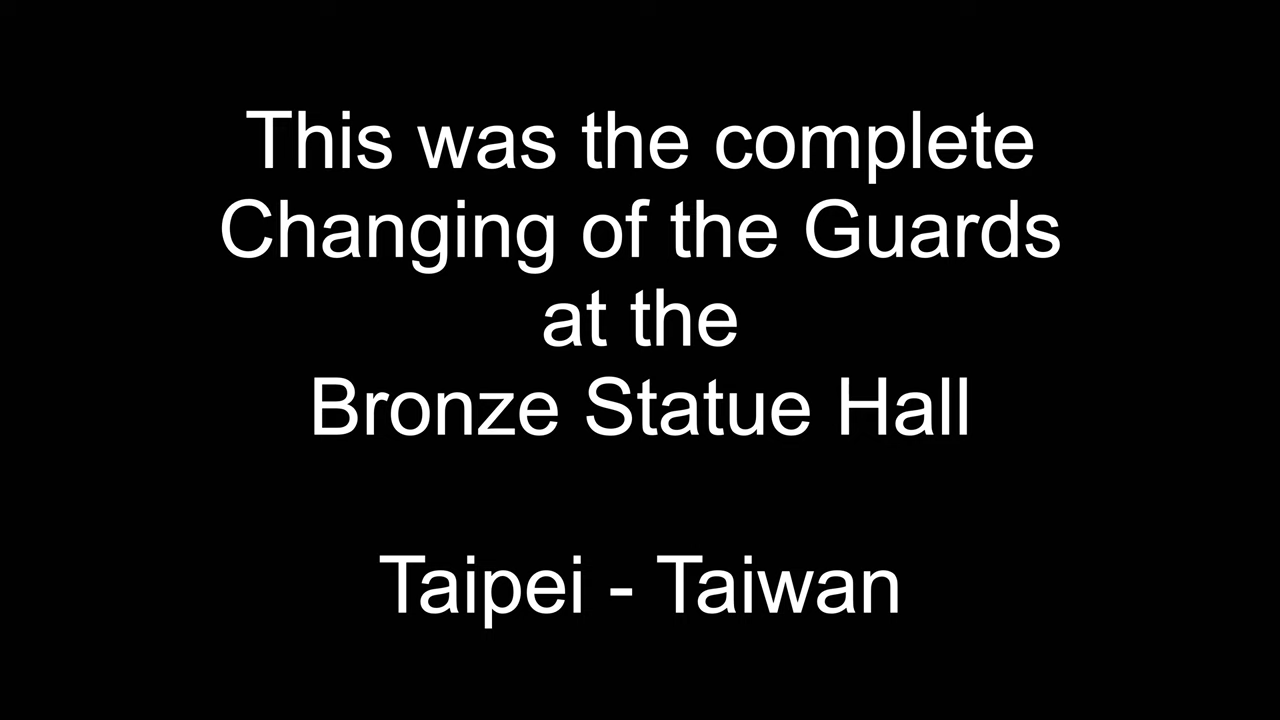 This was the complete
Changing of the Guards
at the
Bronze Statue Hall
Taipei - Taiwan